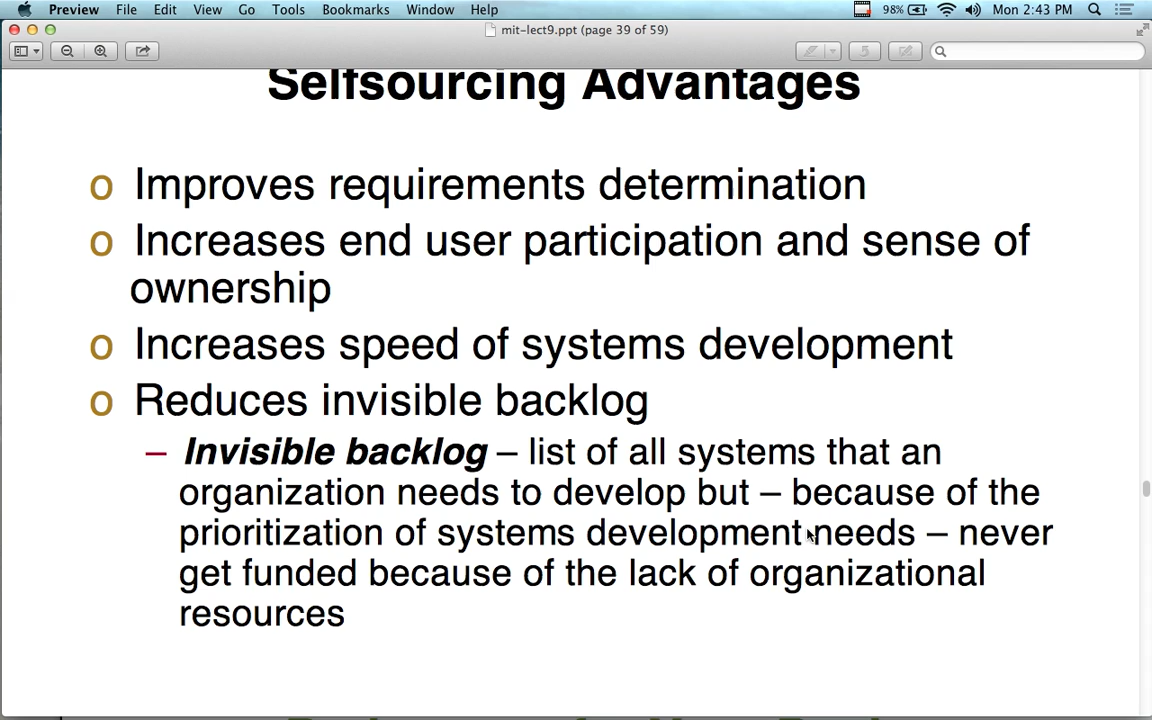 Preview File Edit View Go Tools Bookmarks Window Help 98% Mon 2:43 PM
mit-lect9.ppt (page 39 of 59)
Selfsourcing Advantages
o Improves requirements determination
o Increases end user participation and sense of
ownership
o Increases speed of systems development
o Reduces invisible backlog
– Invisible backlog – list of all systems that an
organization needs to develop but – because of the
prioritization of systems development needs – never
get funded because of the lack of organizational
resources